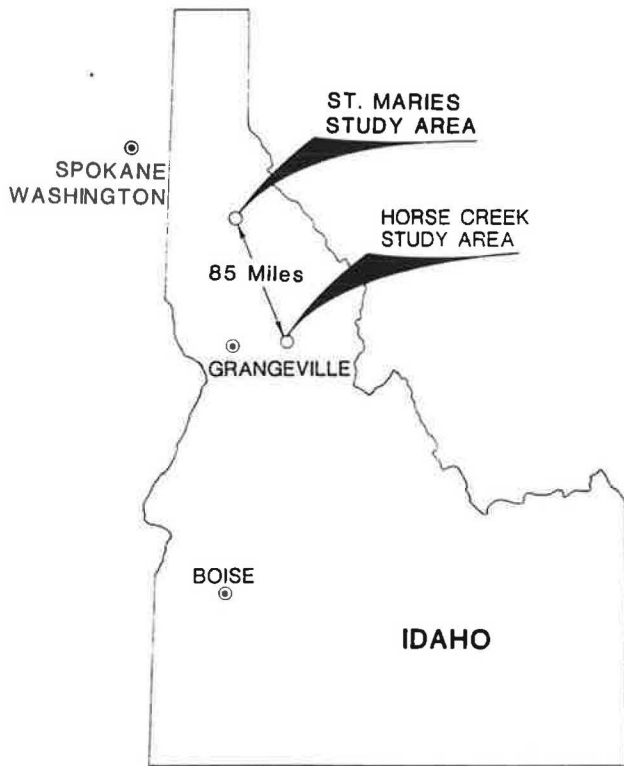 ST. MARIES
STUDY AREA
SPOKANE
WASHINGTON
HORSE CREEK
STUDY AREA
85 Miles
GRANGEVILLE
BOISE
IDAHO